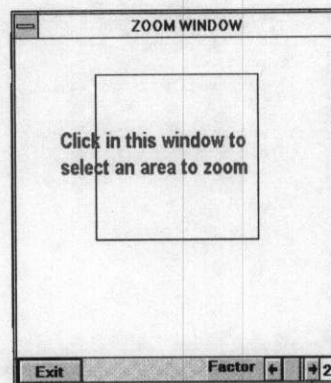 ZOOM WINDOW
Click in this window to
select an area to zoom
Exit Factor 2